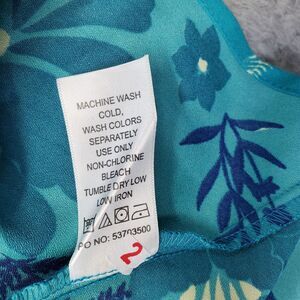 MACHINE WASH
COLD,
WASH COLORS
SEPARATELY
USE ONLY
NON-CHLORINE
BLEACH
TUMBLE DRY LOW
LOW IRON
PO NO: 53703500
2